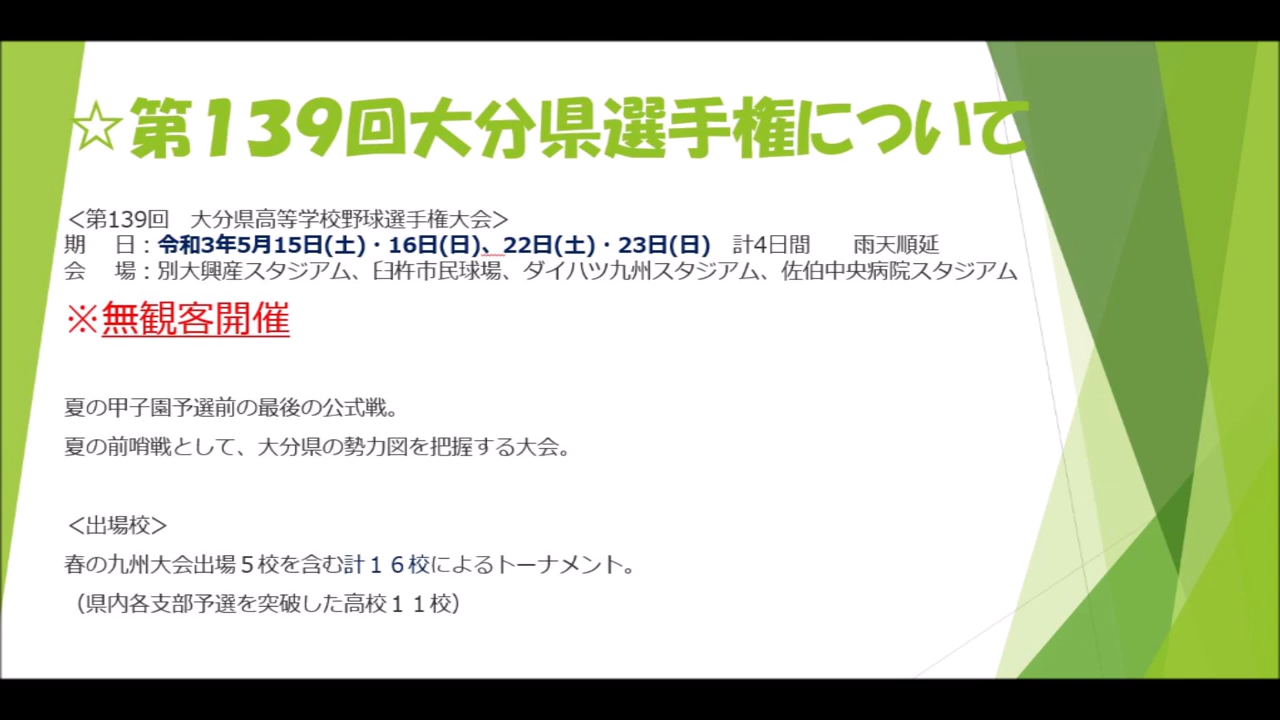 ☆第139回大分県選手権について
＜第139回　大分県高等学校野球選手権大会＞
期　日：令和3年5月15日(土)・16日(日)、22日(土)・23日(日)　計4日間　　雨天順延
会　場：別大興産スタジアム、臼杵市民球場、ダイハツ九州スタジアム、佐伯中央病院スタジアム
※無観客開催
夏の甲子園予選前の最後の公式戦。
夏の前哨戦として、大分県の勢力図を把握する大会。
＜出場校＞
春の九州大会出場５校を含む計１６校によるトーナメント。
（県内各支部予選を突破した高校１１校）